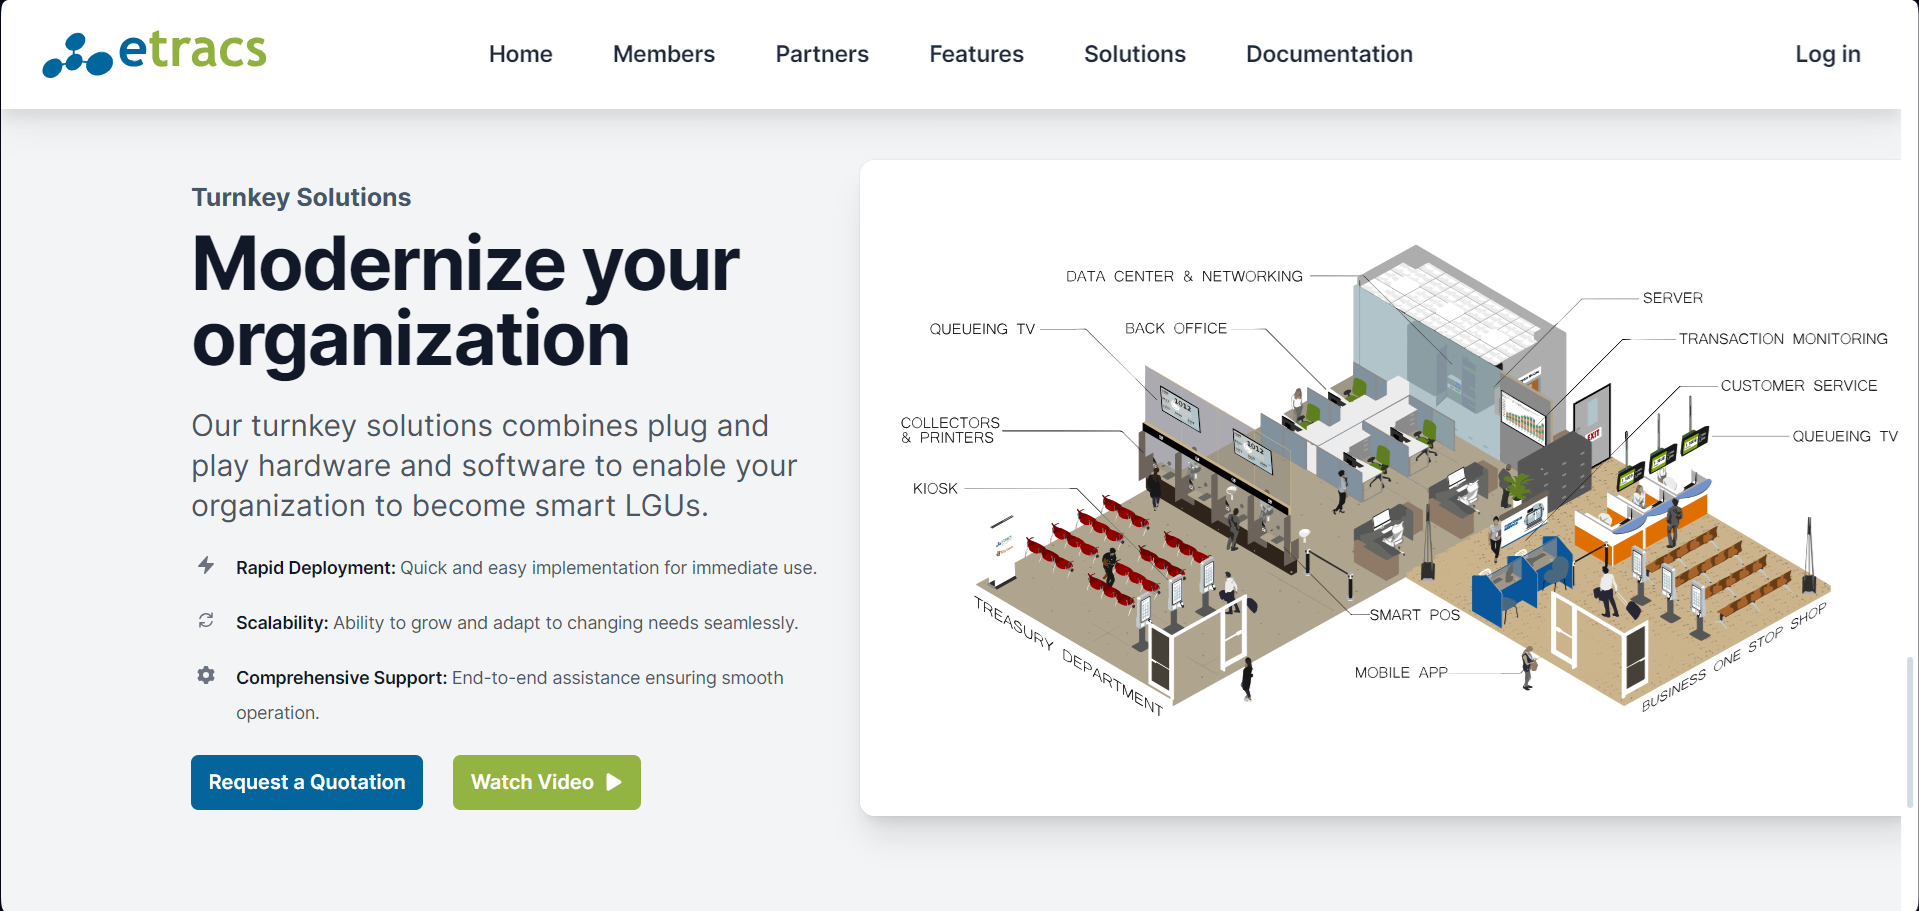 etracs
Home
Members
Partners
Features
Solutions
Documentation
Log in
Turnkey Solutions
Modernize your
organization
Our turnkey solutions combines plug and
play hardware and software to enable your
organization to become smart LGUs.
Rapid Deployment: Quick and easy implementation for immediate use.
Scalability: Ability to grow and adapt to changing needs seamlessly.
Comprehensive Support: End-to-end assistance ensuring smooth
operation.
Request a Quotation
Watch Video
DATA CENTER & NETWORKING
SERVER
QUEUEING TV
BACK OFFICE
TRANSACTION MONITORING
CUSTOMER SERVICE
COLLECTORS
& PRINTERS
QUEUEING TV
KIOSK
1012
1012
EXIT
SMART POS
MOBILE APP
TREASURY DEPARTMENT
BUSINESS ONE STOP SHOP